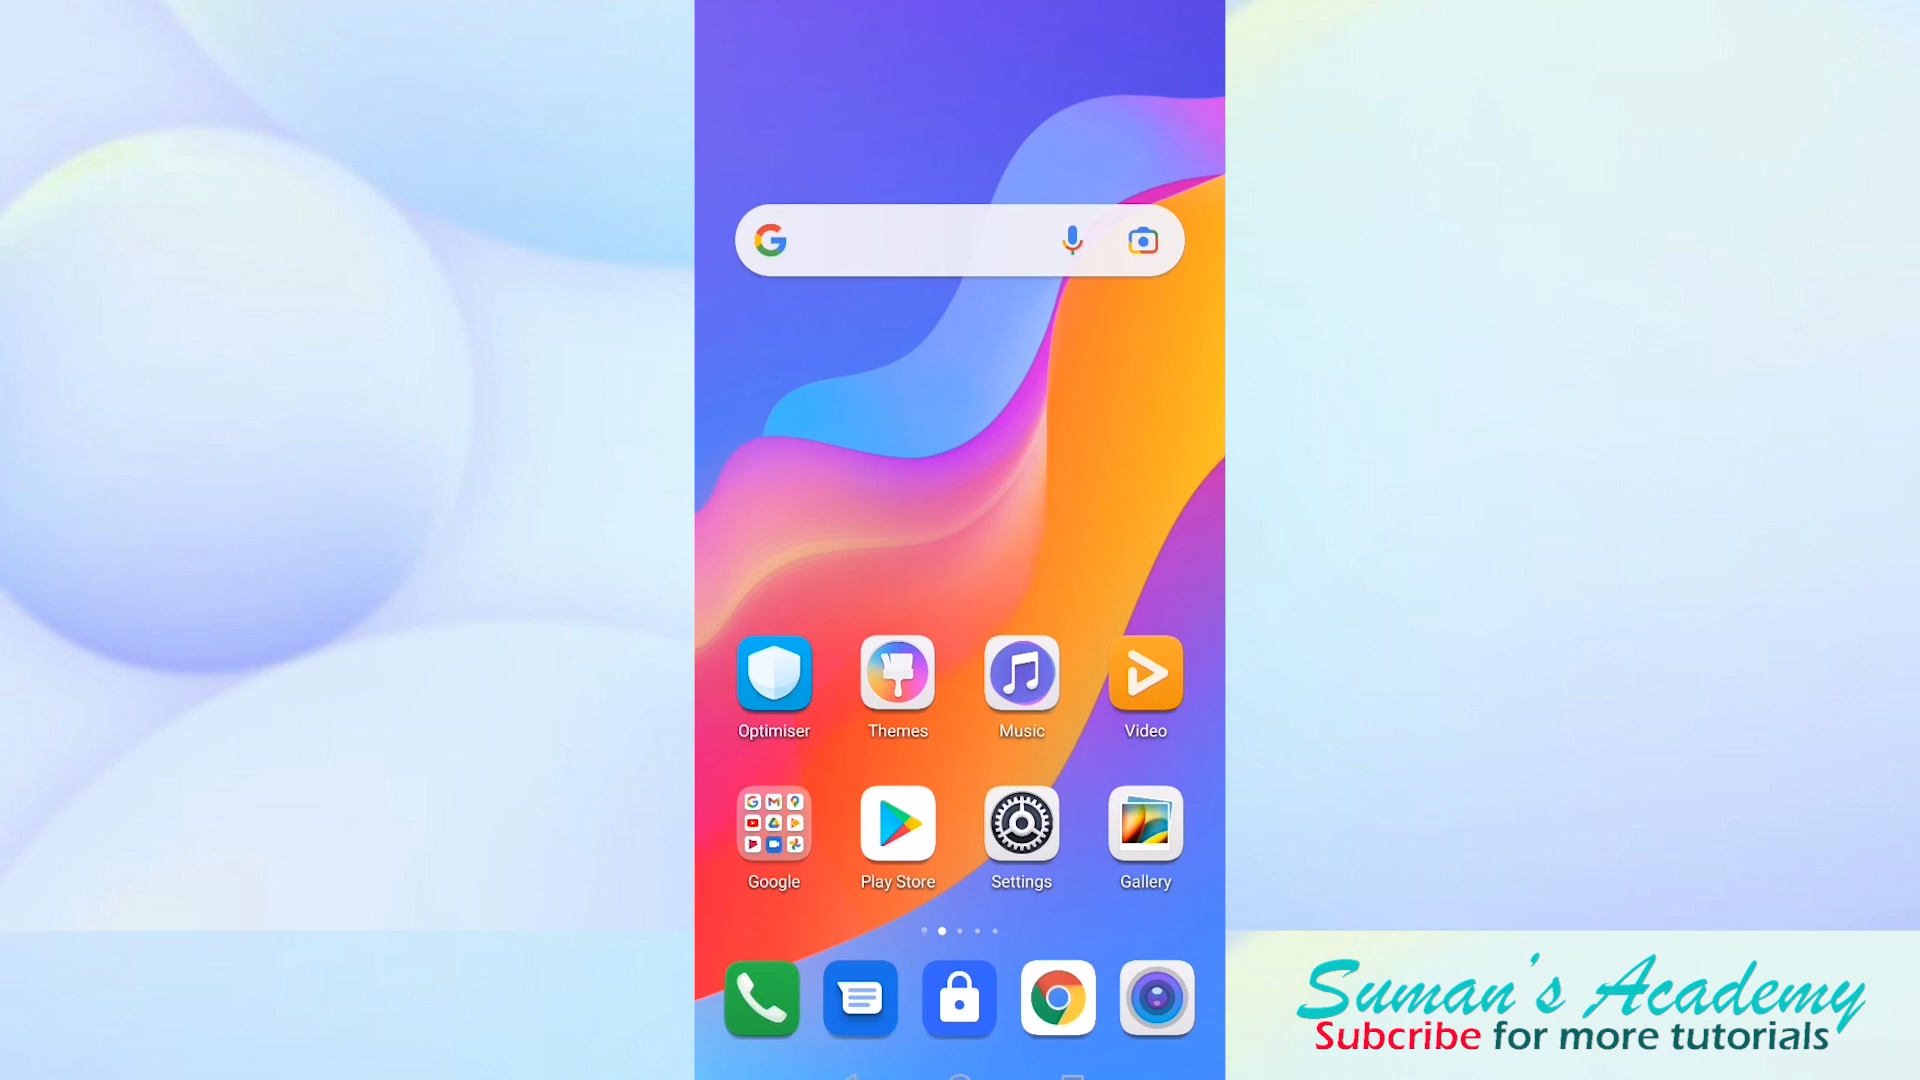 Optimiser
Themes
Music
Video
Google
Play Store
Settings
Gallery
Suman's Academy
Subcribe for more tutorials